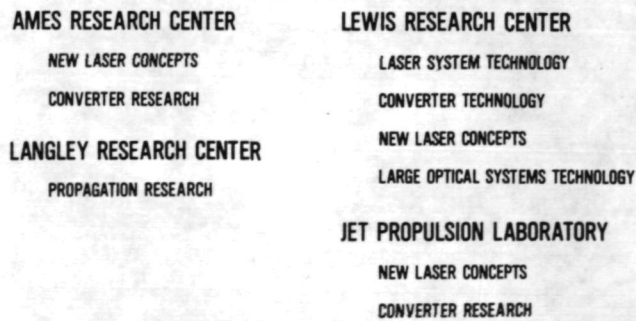 AMES RESEARCH CENTER
NEW LASER CONCEPTS
CONVERTER RESEARCH
LANGLEY RESEARCH CENTER
PROPAGATION RESEARCH
LEWIS RESEARCH CENTER
LASER SYSTEM TECHNOLOGY
CONVERTER TECHNOLOGY
NEW LASER CONCEPTS
LARGE OPTICAL SYSTEMS TECHNOLOGY
JET PROPULSION LABORATORY
NEW LASER CONCEPTS
CONVERTER RESEARCH